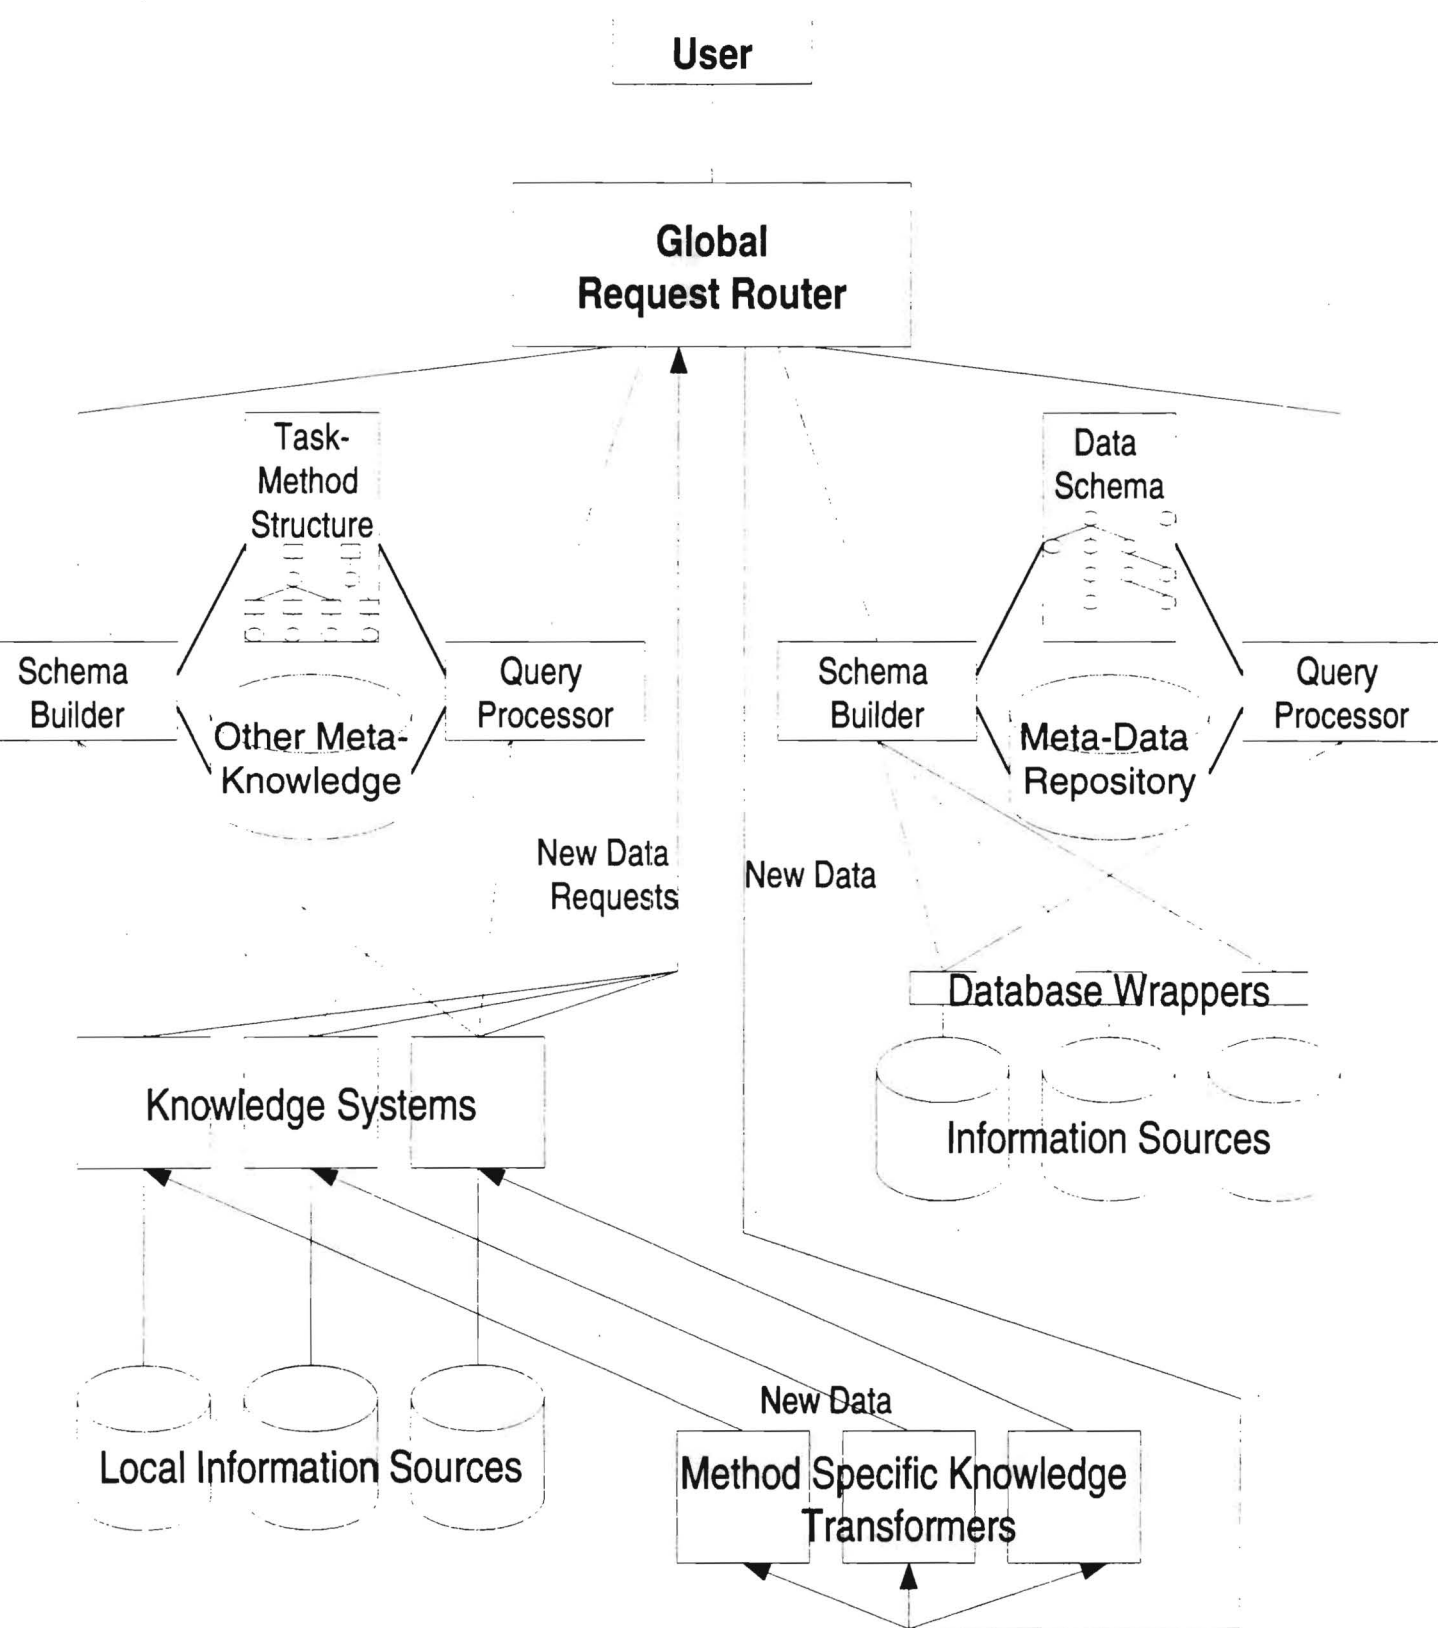 User
Global
Request Router
Task-
Method
Structure
Data
Schema
Schema
Builder
Query
Processor
Schema
Builder
Query
Processor
Other Meta-
Knowledge
Meta-Data
Repository
New Data
Requests
New Data
Database Wrappers
Knowledge Systems
Information Sources
New Data
Local Information Sources
Method Specific Knowledge
Transformers